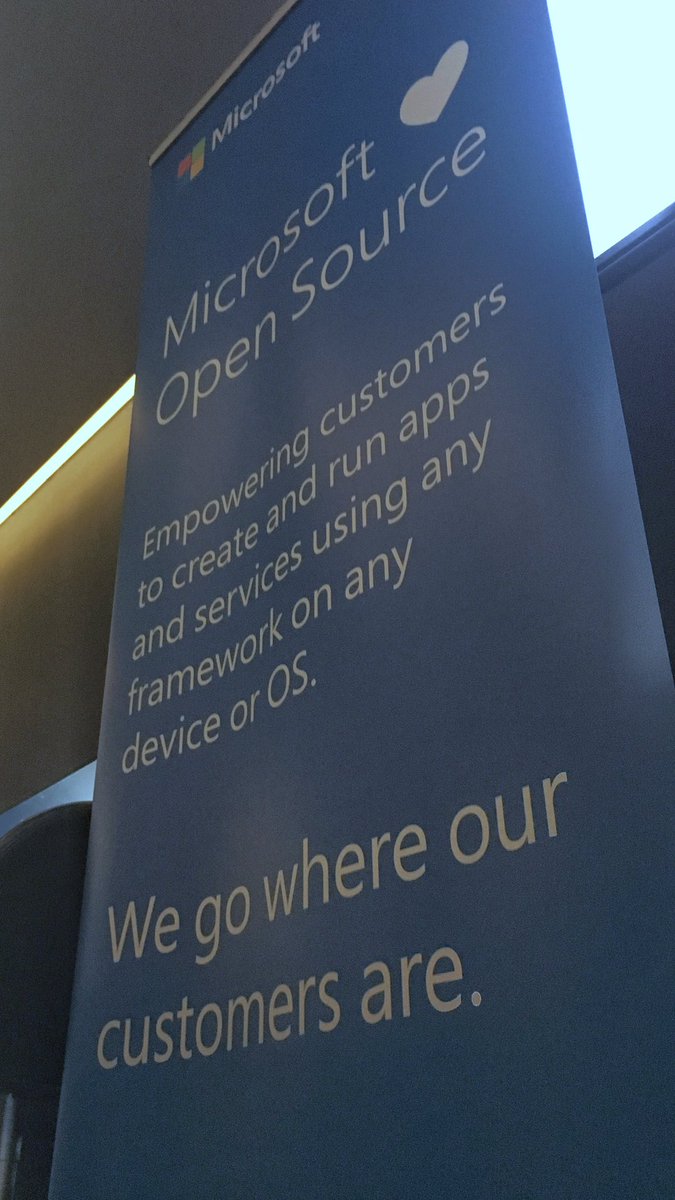 Microsoft
Microsoft
Open Source
Empowering customers
to create and run apps
and services using any
framework on any
device or OS.
We go where our
customers are.